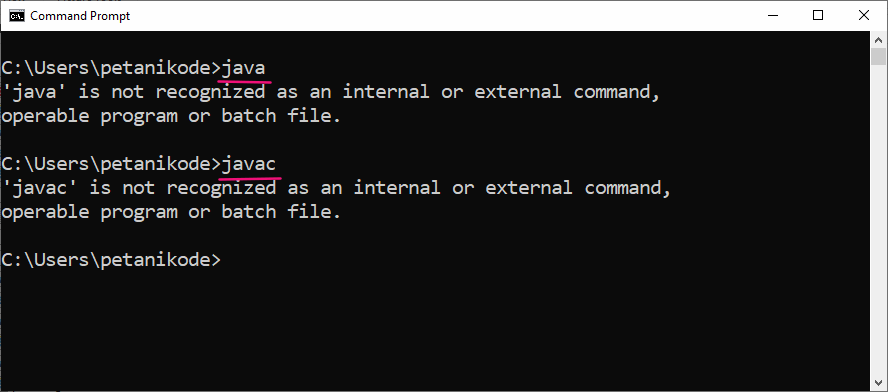 Command Prompt
C:\Users\petanikode>java
'java' is not recognized as an internal or external command,
operable program or batch file.
C:\Users\petanikode>javac
'javac' is not recognized as an internal or external command,
operable program or batch file.
C:\Users\petanikode>